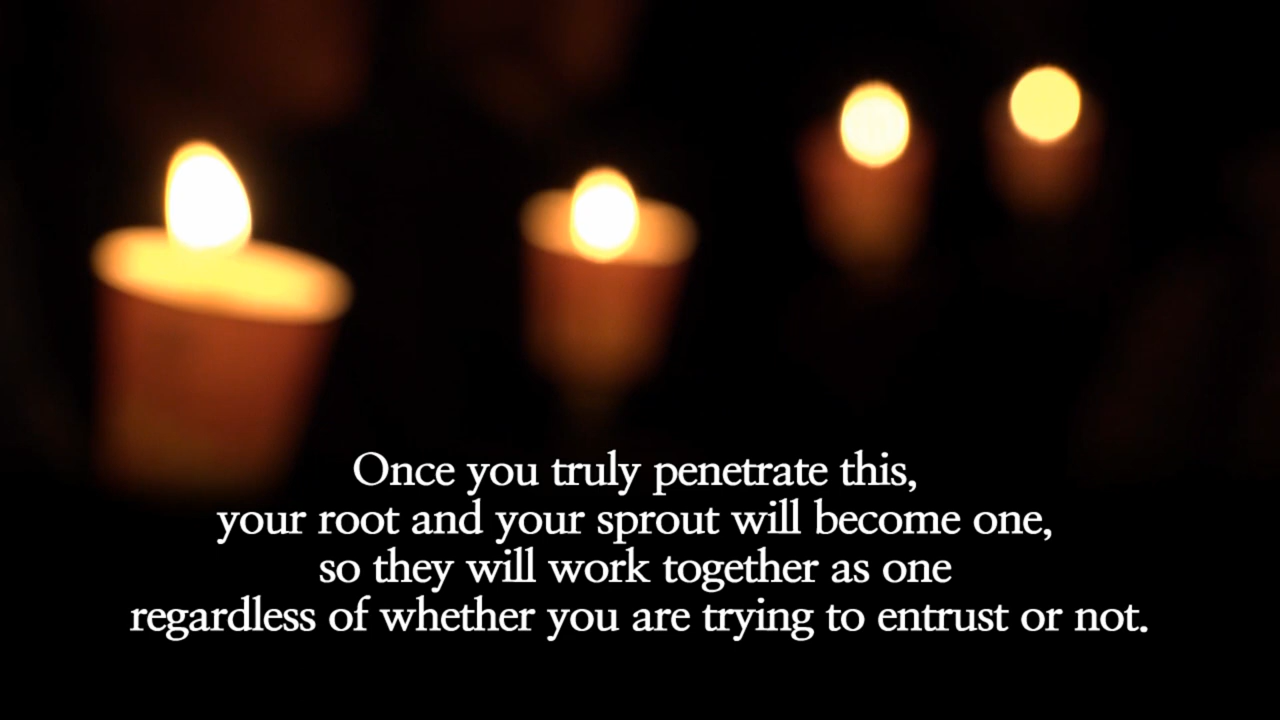 Once you truly penetrate this,
your root and your sprout will become one,
so they will work together as one
regardless of whether you are trying to entrust or not.